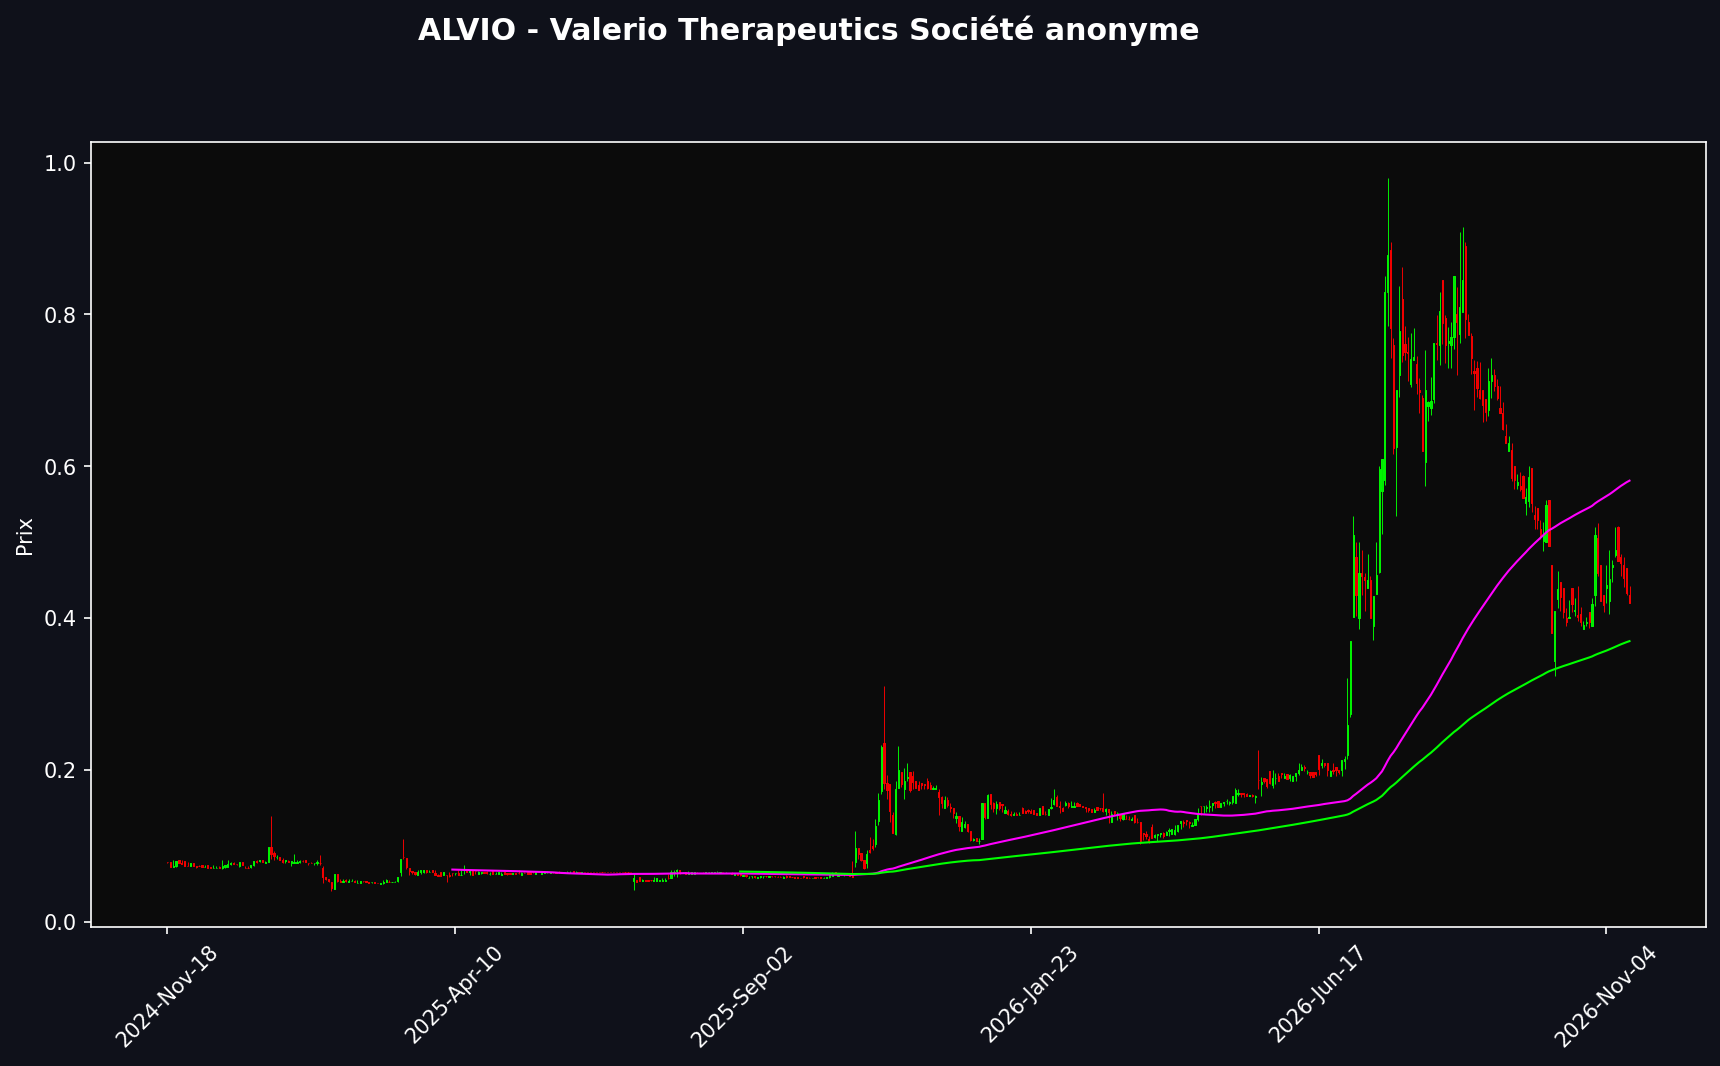 ALVIO - Valerio Therapeutics Société anonyme
Prix
1.0
0.8
0.6
0.4
0.2
0.0
2024-Nov-18
2025-Apr-10
2025-Sep-02
2026-Jan-23
2026-Jun-17
2026-Nov-04